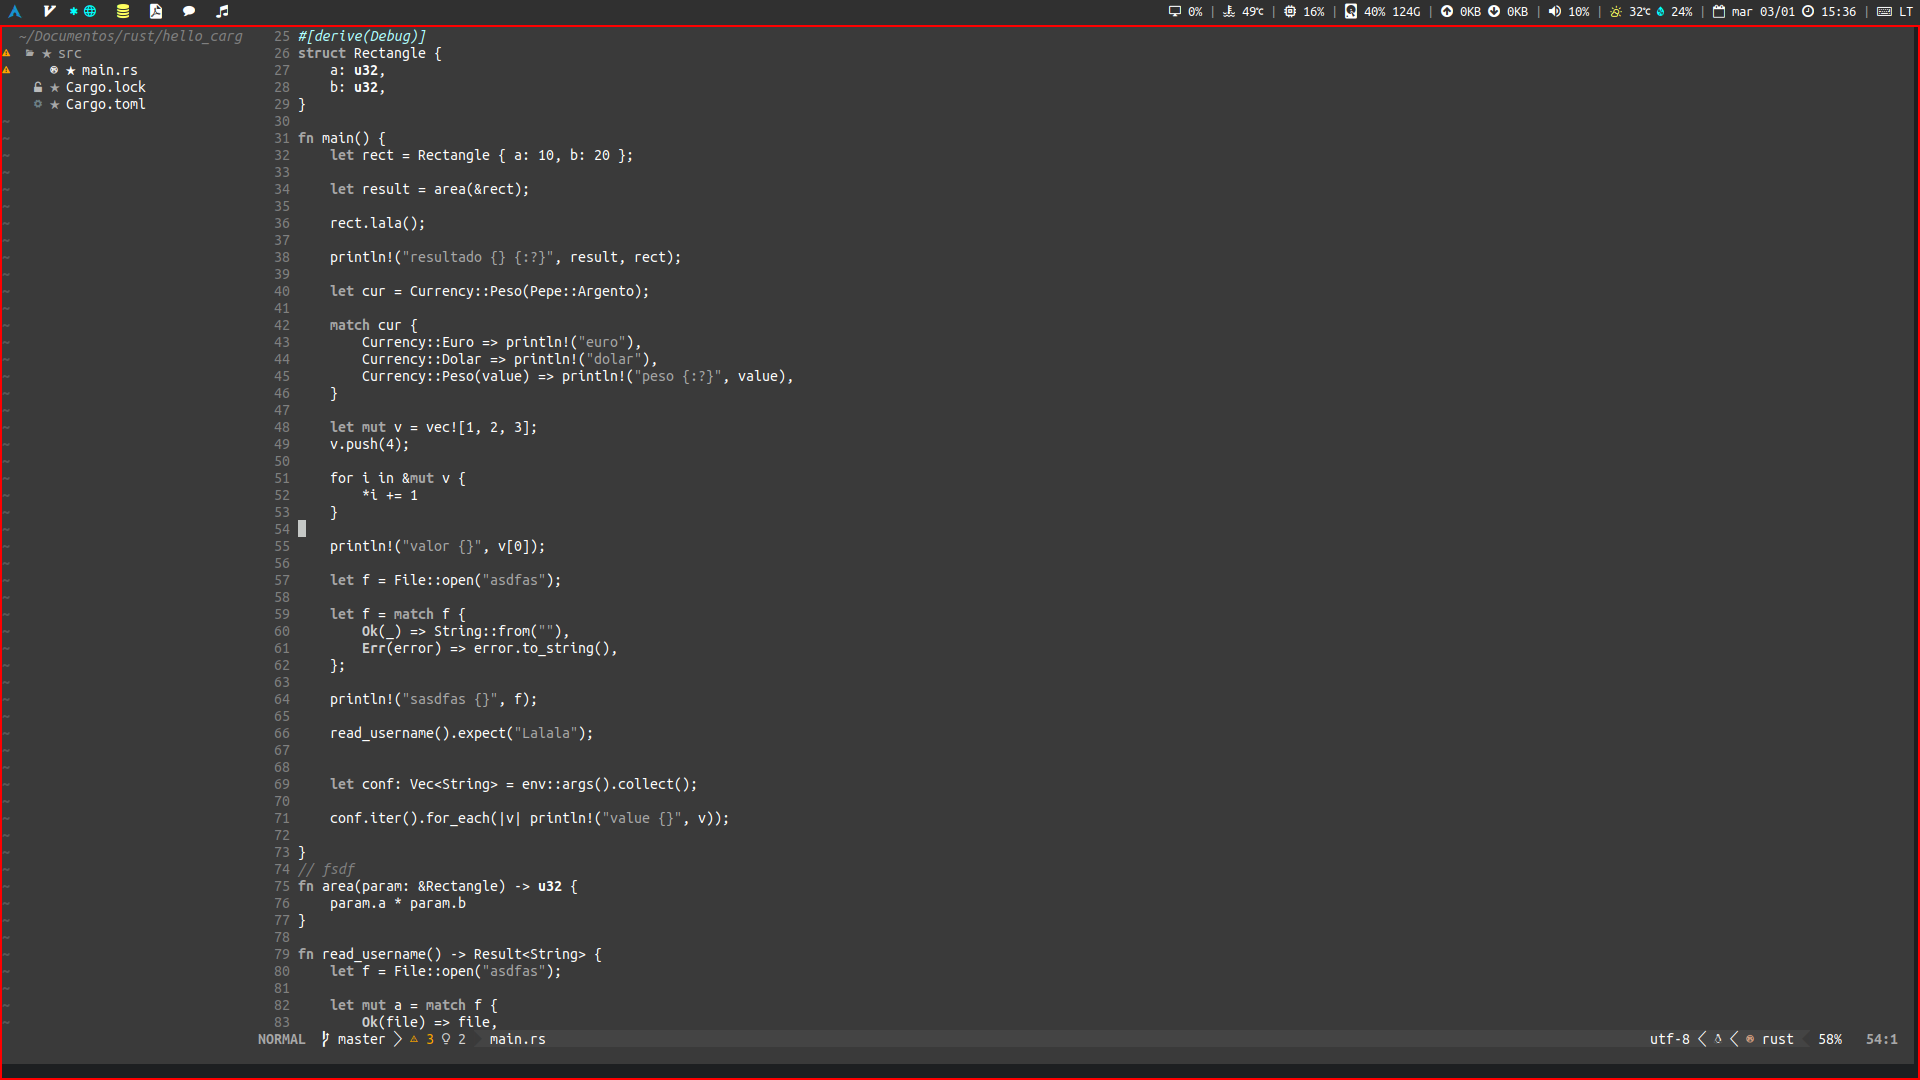 0% | 49℃ | 16% | 40% 124G | 0KB 0KB | 10% | 32℃ 24% | mar 03/01 15:36 | LT
~/Documentos/rust/hello_carg
src
main.rs
Cargo.lock
Cargo.toml
25 #[derive(Debug)]
26 struct Rectangle {
27     a: u32,
28     b: u32,
29 }
30
31 fn main() {
32     let rect = Rectangle { a: 10, b: 20 };
33
34     let result = area(&rect);
35
36     rect.lala();
37
38     println!("resultado {} {:?}", result, rect);
39
40     let cur = Currency::Peso(Pepe::Argento);
41
42     match cur {
43         Currency::Euro => println!("euro"),
44         Currency::Dolar => println!("dolar"),
45         Currency::Peso(value) => println!("peso {:?}", value),
46     }
47
48     let mut v = vec![1, 2, 3];
49     v.push(4);
50
51     for i in &mut v {
52         *i += 1
53     }
54
55     println!("valor {}", v[0]);
56
57     let f = File::open("asdfas");
58
59     let f = match f {
60         Ok(_) => String::from(""),
61         Err(error) => error.to_string(),
62     };
63
64     println!("sasdfas {}", f);
65
66     read_username().expect("Lalala");
67
68
69     let conf: Vec<String> = env::args().collect();
70
71     conf.iter().for_each(|v| println!("value {}", v));
72
73 }
74 // fsdf
75 fn area(param: &Rectangle) -> u32 {
76     param.a * param.b
77 }
78
79 fn read_username() -> Result<String> {
80     let f = File::open("asdfas");
81
82     let mut a = match f {
83         Ok(file) => file,
NORMAL master 3 2 main.rs utf-8 rust 58% 54:1